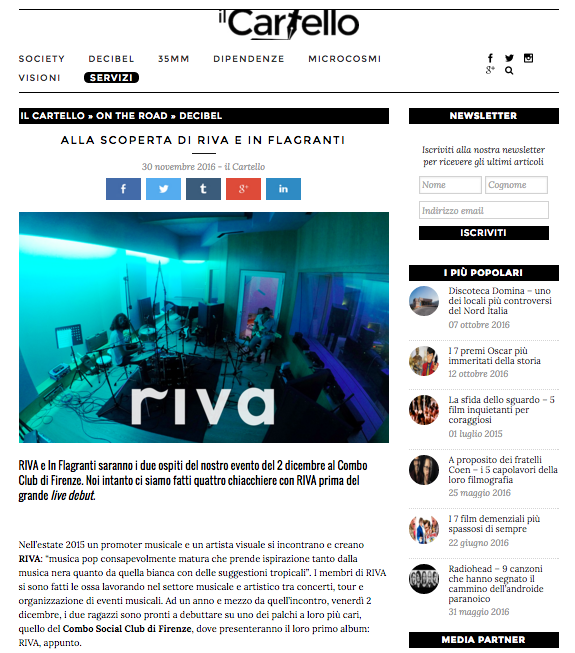 il Cartello
SOCIETY DECIBEL 35MM DIPENDENZE MICROCOSMI
VISIONI SERVIZI
IL CARTELLO » ON THE ROAD » DECIBEL
ALLA SCOPERTA DI RIVA E IN FLAGRANTI
30 novembre 2016 - il Cartello
riva
RIVA e In Flagranti saranno i due ospiti del nostro evento del 2 dicembre al Combo
Club di Firenze. Noi intanto ci siamo fatti quattro chiacchiere con RIVA prima del
grande live debut.
Nell'estate 2015 un promoter musicale e un artista visuale si incontrano e creano
RIVA: “musica pop consapevolmente matura che prende ispirazione tanto dalla
musica nera quanto da quella bianca con delle suggestioni tropicali”. I membri di RIVA
si sono fatti le ossa lavorando nel settore musicale e artistico tra concerti, tour e
organizzazione di eventi musicali. Ad un anno e mezzo da quell'incontro, venerdì 2
dicembre, i due ragazzi sono pronti a debuttare su uno dei palchi a loro più cari,
quello del Combo Social Club di Firenze, dove presenteranno il loro primo album:
RIVA, appunto.
NEWSLETTER
Iscriviti alla nostra newsletter
per ricevere gli ultimi articoli
Nome Cognome
Indirizzo email
ISCRIVITI
I PIÙ POPOLARI
Discoteca Domina – uno
dei locali più controversi
del Nord Italia
07 ottobre 2016
I 7 premi Oscar più
immeritati della storia
12 ottobre 2016
La sfida dello sguardo – 5
film inquietanti per
coraggiosi
01 luglio 2015
A proposito dei fratelli
Coen – i 5 capolavori della
loro filmografia
25 maggio 2016
I 7 film demenziali più
spassosi di sempre
22 giugno 2016
Radiohead – 9 canzoni
che hanno segnato il
cammino dell'androide
paranoico
31 maggio 2016
MEDIA PARTNER